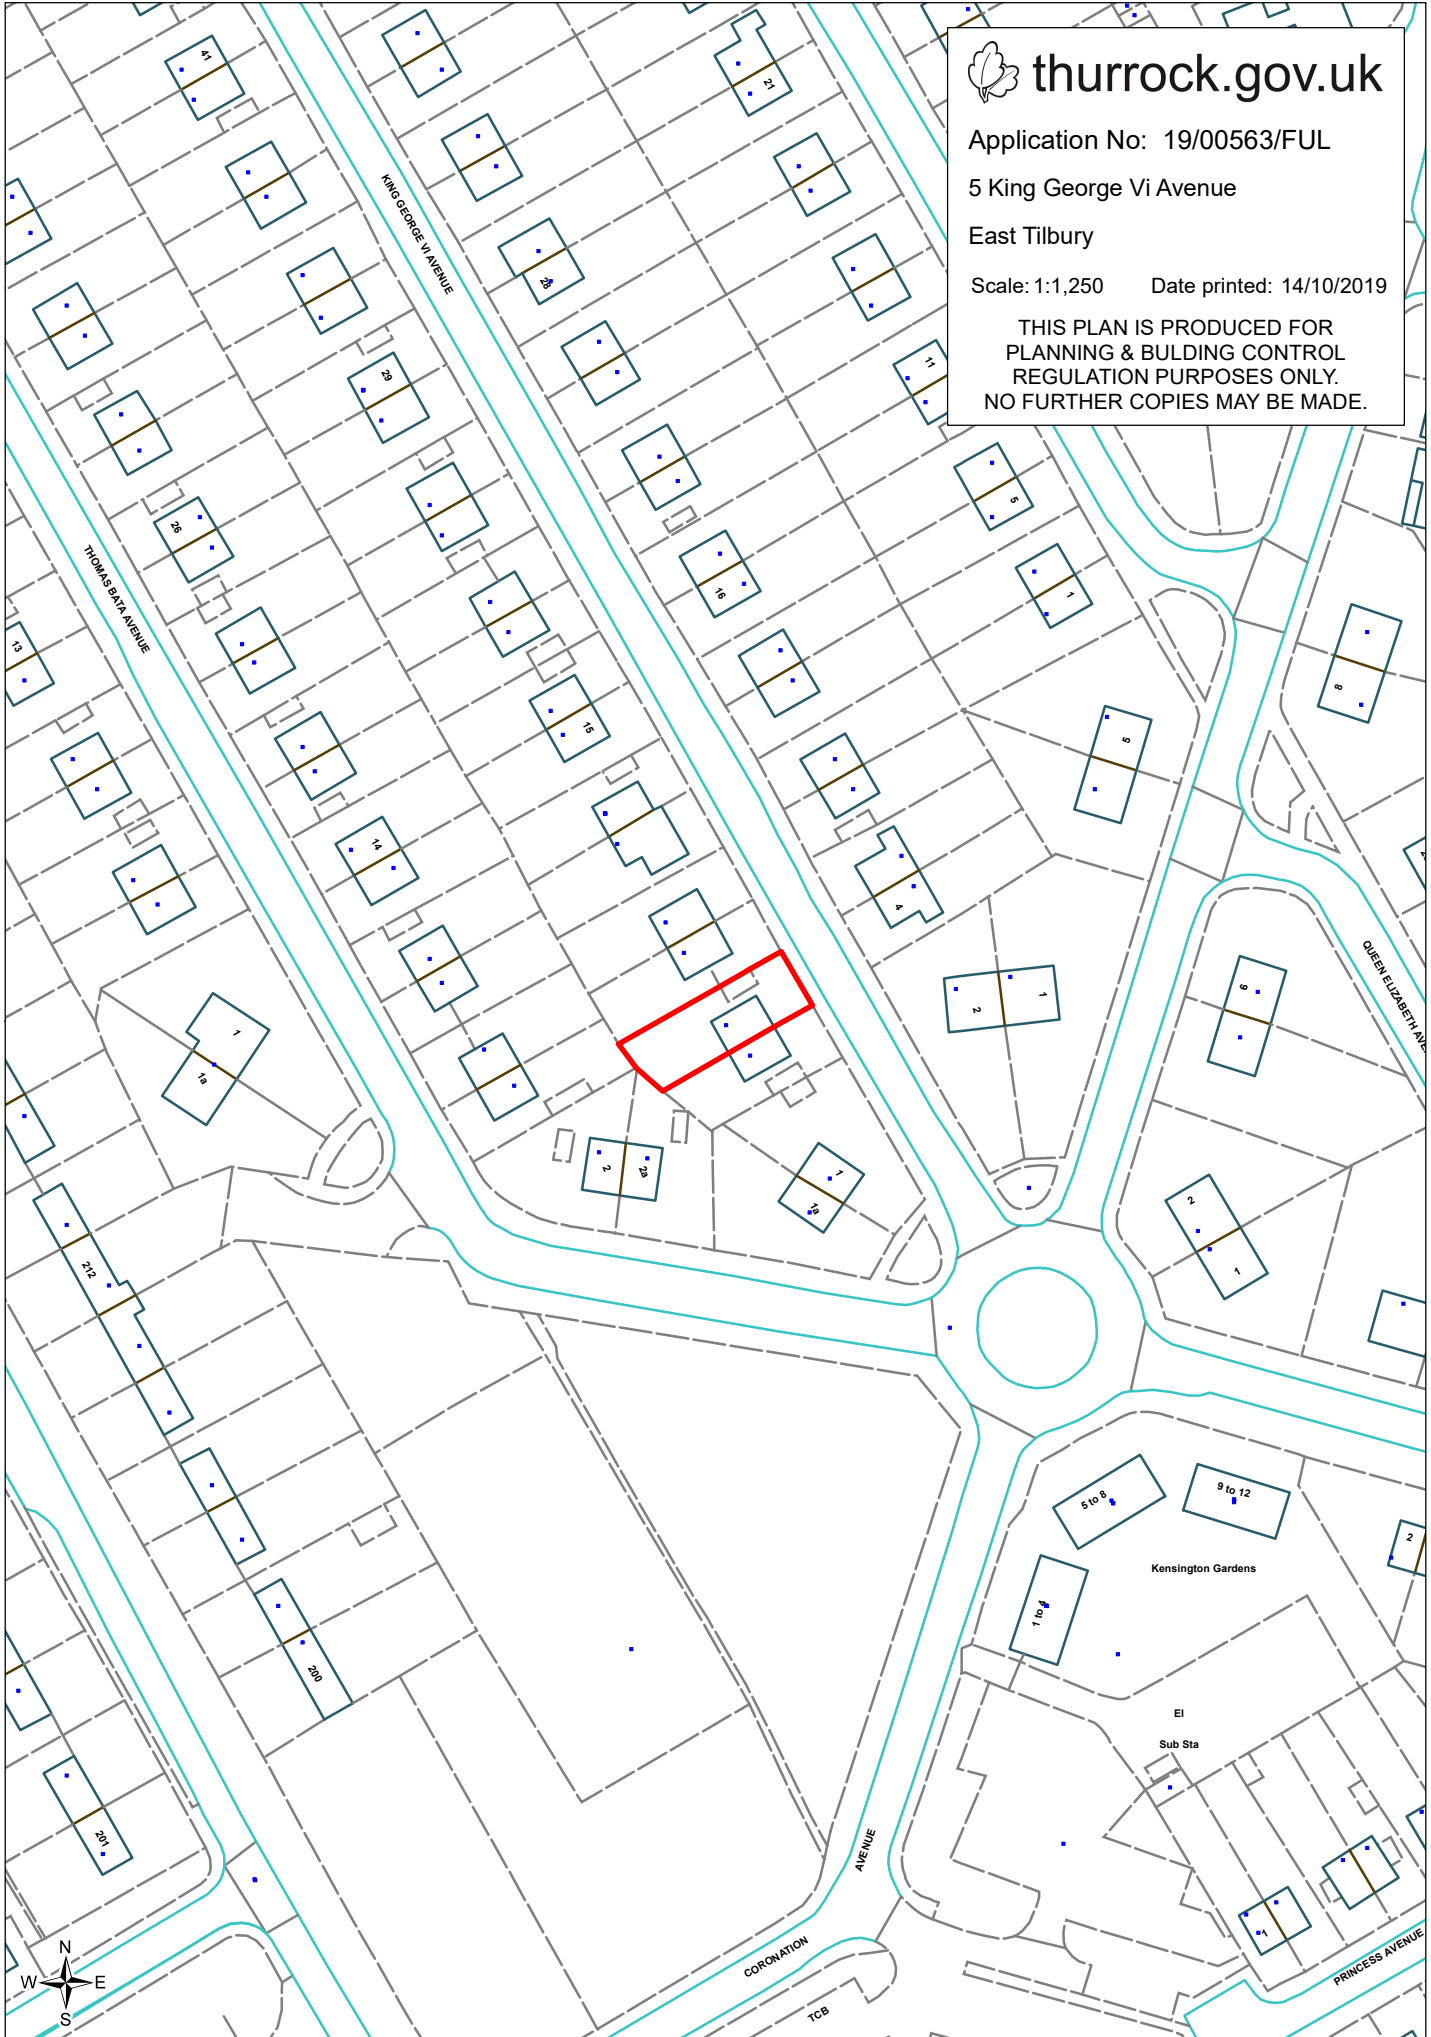 thurrock.gov.uk
Application No: 19/00563/FUL
5 King George Vi Avenue
East Tilbury
Scale: 1:1,250 Date printed: 14/10/2019
THIS PLAN IS PRODUCED FOR
PLANNING & BULDING CONTROL
REGULATION PURPOSES ONLY.
NO FURTHER COPIES MAY BE MADE.
41
21
KING GEORGE VI AVENUE
28
29
11
5
26
THOMAS BATA AVENUE
16
1
13
8
15
5
14
4
QUEEN ELIZABETH AVE
2
1
6
1
1a
2
2a
1
1a
2
1
212
5 to 8
9 to 12
2
Kensington Gardens
1 to 4
200
El
Sub Sta
201
AVENUE
1
CORONATION
PRINCESS AVENUE
TCB
N
W E
S